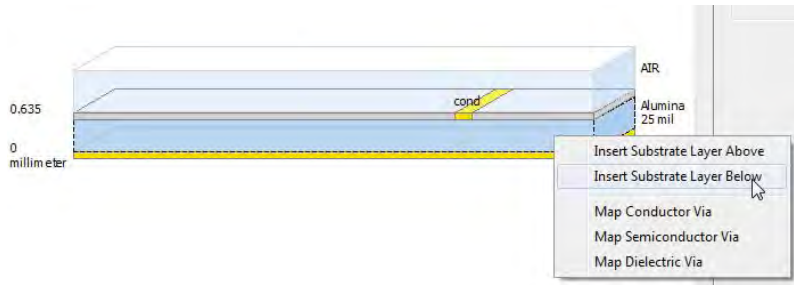 AIR
cond
0.635
Alumina
25 mil
0
millimeter
Insert Substrate Layer Above
Insert Substrate Layer Below
Map Conductor Via
Map Semiconductor Via
Map Dielectric Via